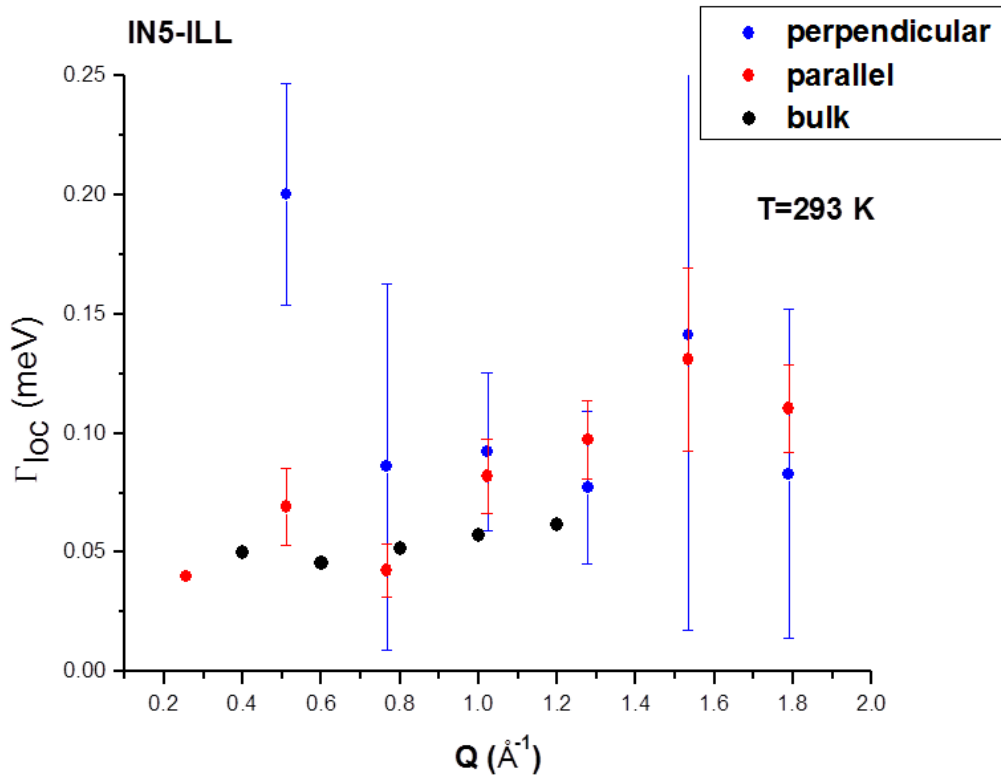 IN5-ILL
perpendicular
parallel
bulk
T=293 K
Γloc (meV)
0.25
0.20
0.15
0.10
0.05
0.00
0.2 0.4 0.6 0.8 1.0 1.2 1.4 1.6 1.8 2.0
Q (Å⁻¹)